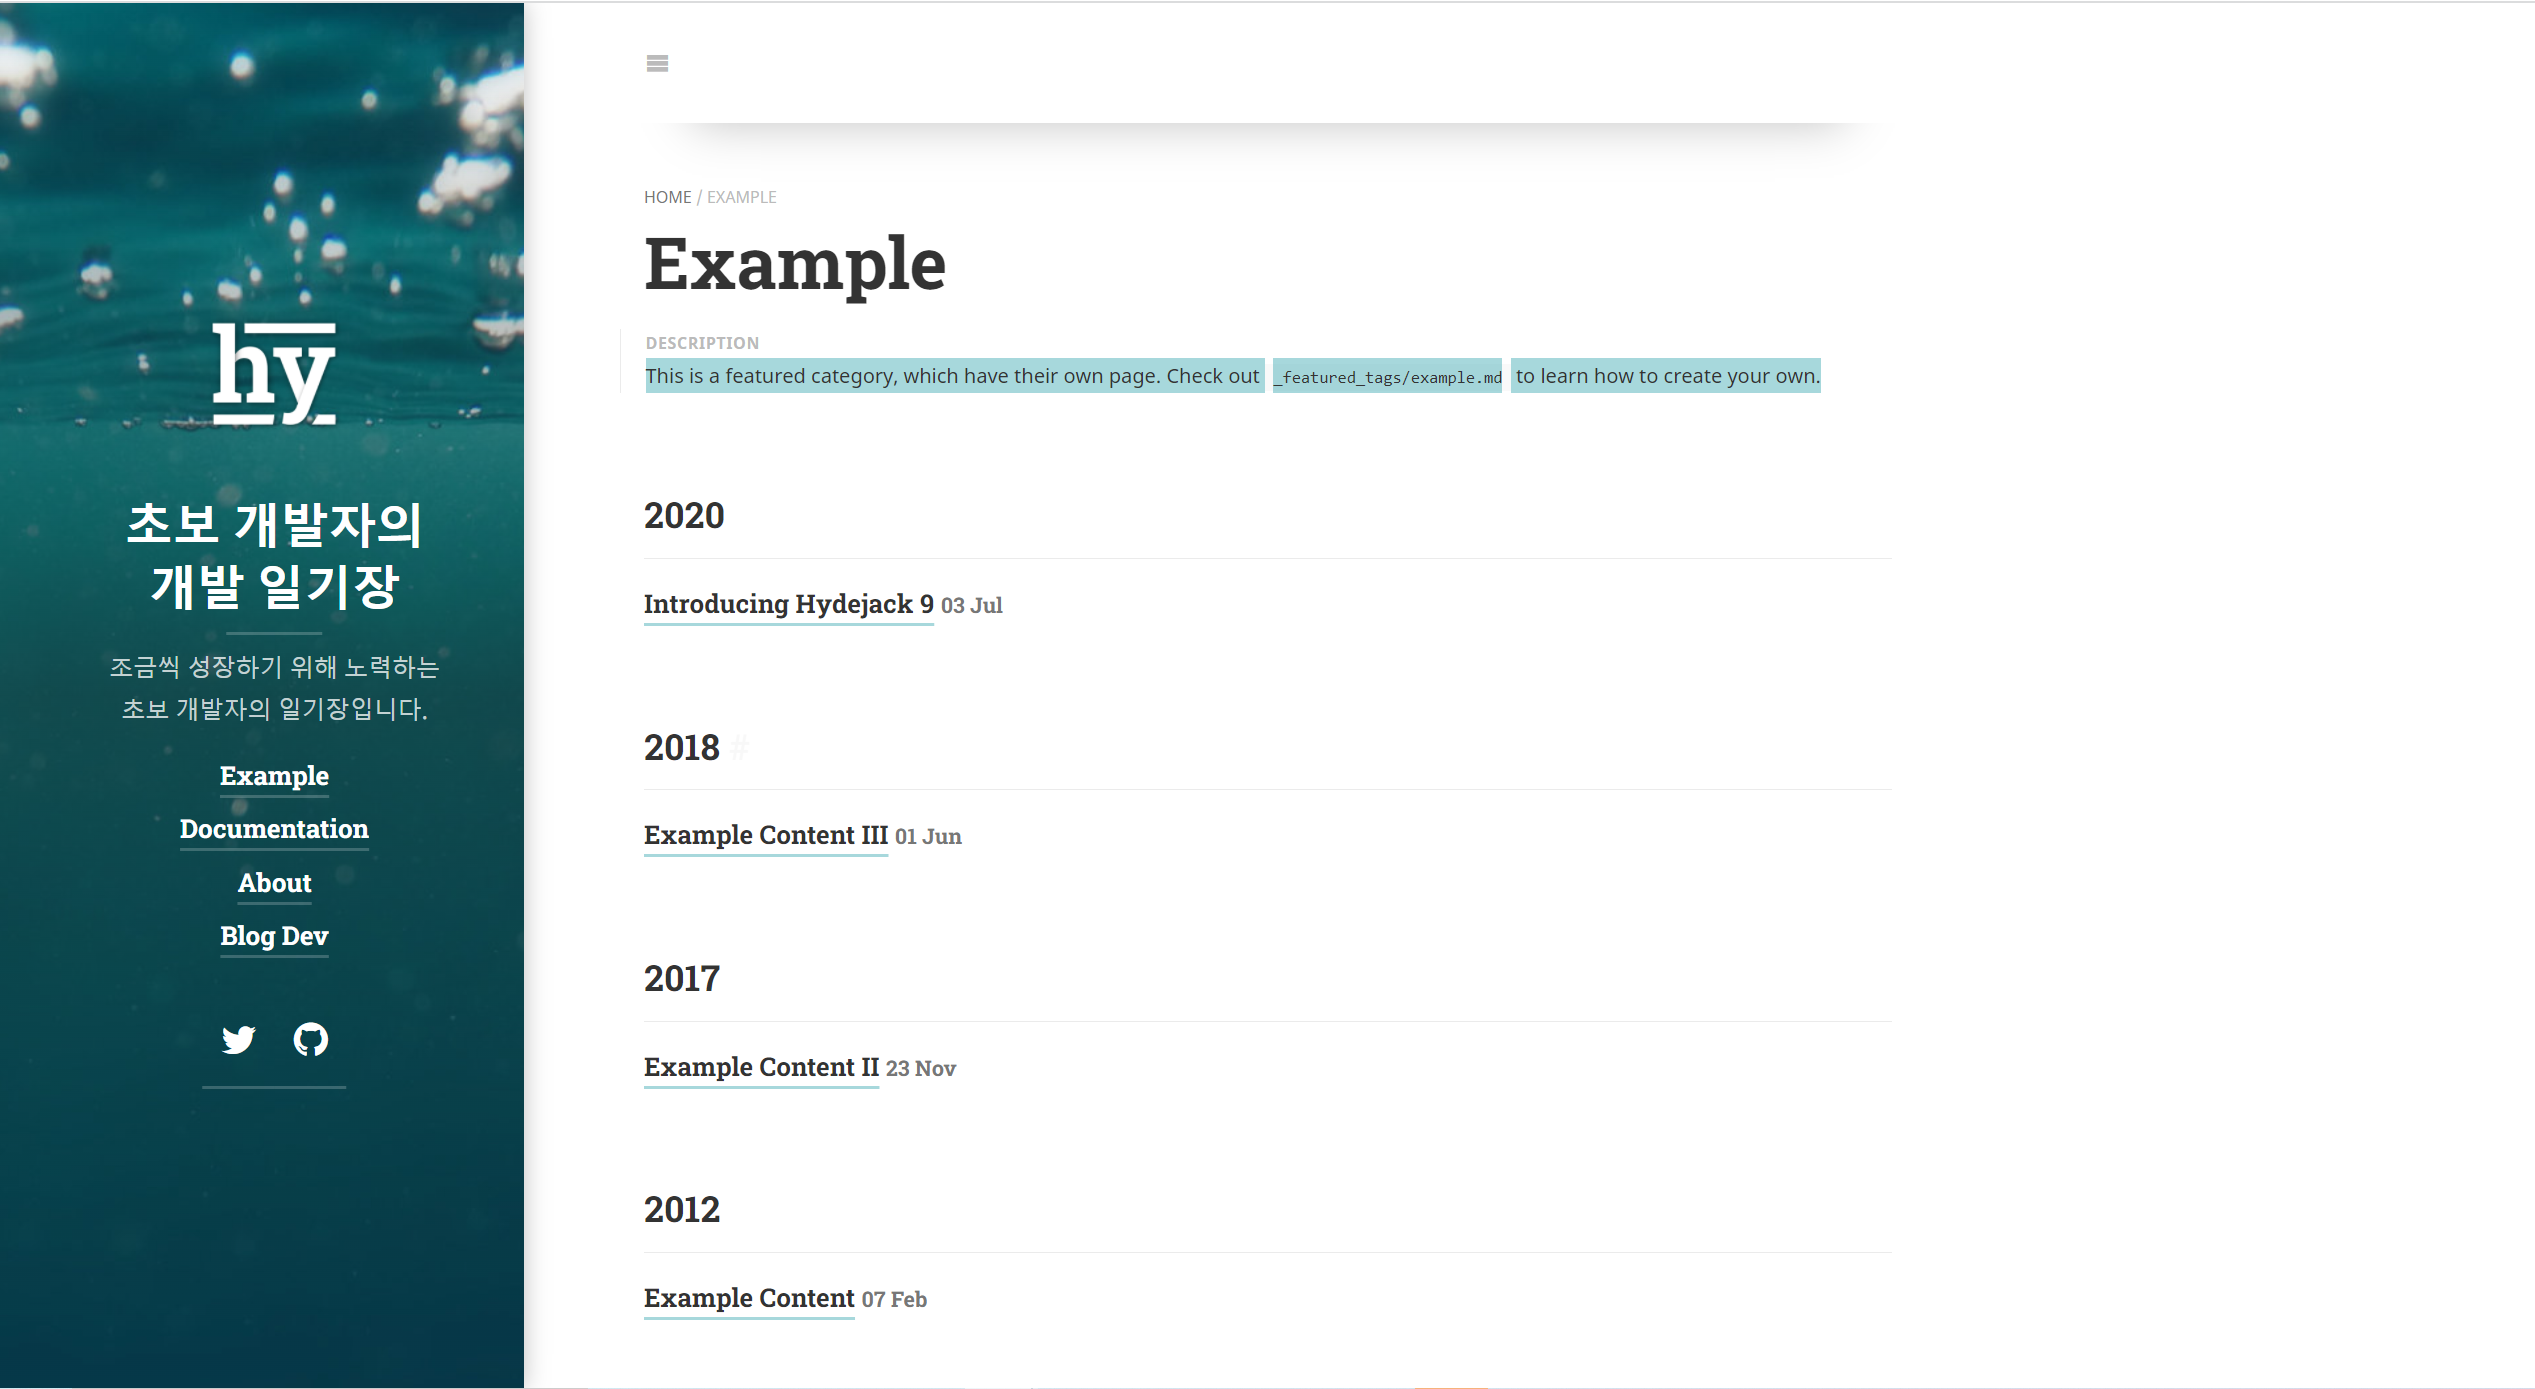 hy
초보 개발자의
개발 일기장
조금씩 성장하기 위해 노력하는
초보 개발자의 일기장입니다.
Example
Documentation
About
Blog Dev
HOME / EXAMPLE
Example
DESCRIPTION
This is a featured category, which have their own page. Check out _featured_tags/example.md to learn how to create your own.
2020
Introducing Hydejack 9 03 Jul
2018 #
Example Content III 01 Jun
2017
Example Content II 23 Nov
2012
Example Content 07 Feb